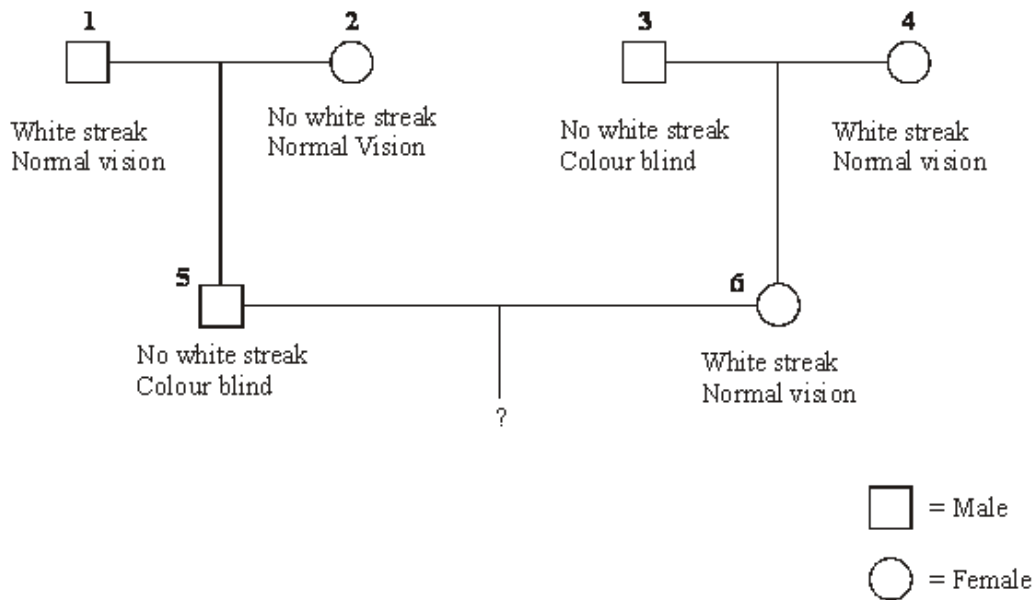 1
2
3
4
White streak
Normal vision
No white streak
Normal Vision
No white streak
Colour blind
White streak
Normal vision
5
6
No white streak
Colour blind
White streak
Normal vision
?
= Male
= Female